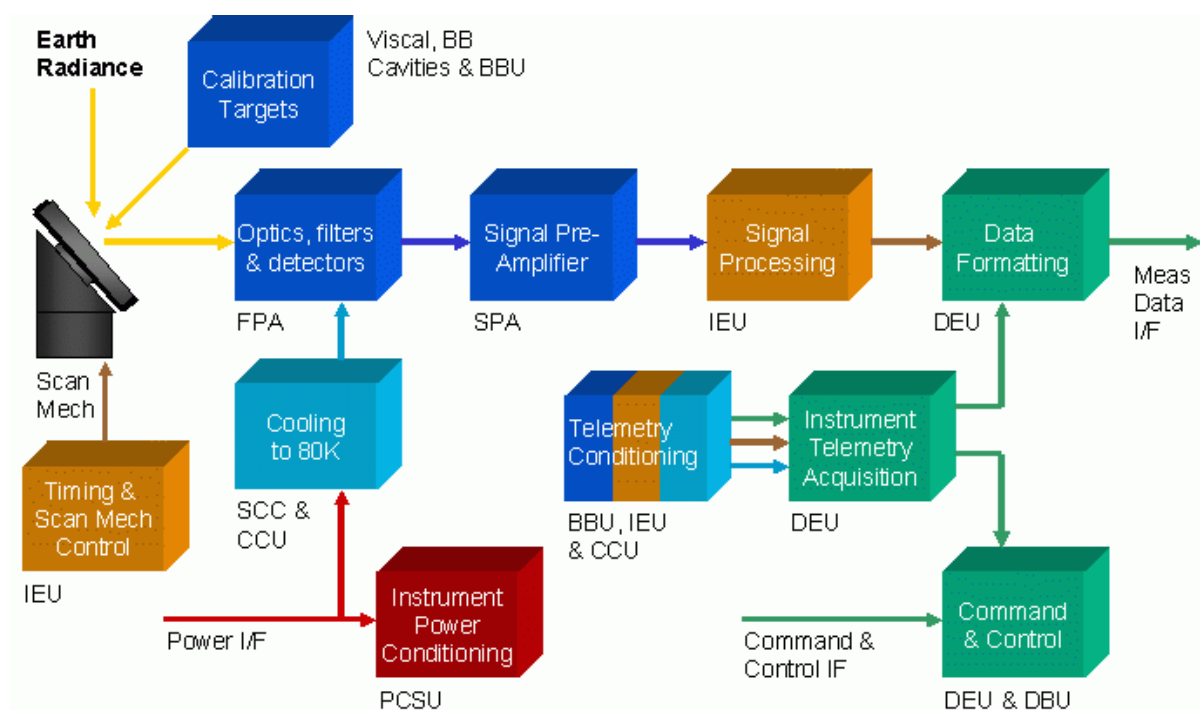 Earth
Radiance
Calibration
Targets
Viscal, BB
Cavities & BBU
Optics, filters
& detectors
FPA
Signal Pre-
Amplifier
SPA
Signal
Processing
IEU
Data
Formatting
DEU
Meas
Data
I/F
Scan
Mech
Timing &
Scan Mech
Control
IEU
Cooling
to 80K
SCC &
CCU
Telemetry
Conditioning
BBU, IEU
& CCU
Instrument
Telemetry
Acquisition
DEU
Power I/F
Instrument
Power
Conditioning
PCSU
Command &
Control IF
Command
& Control
DEU & DBU